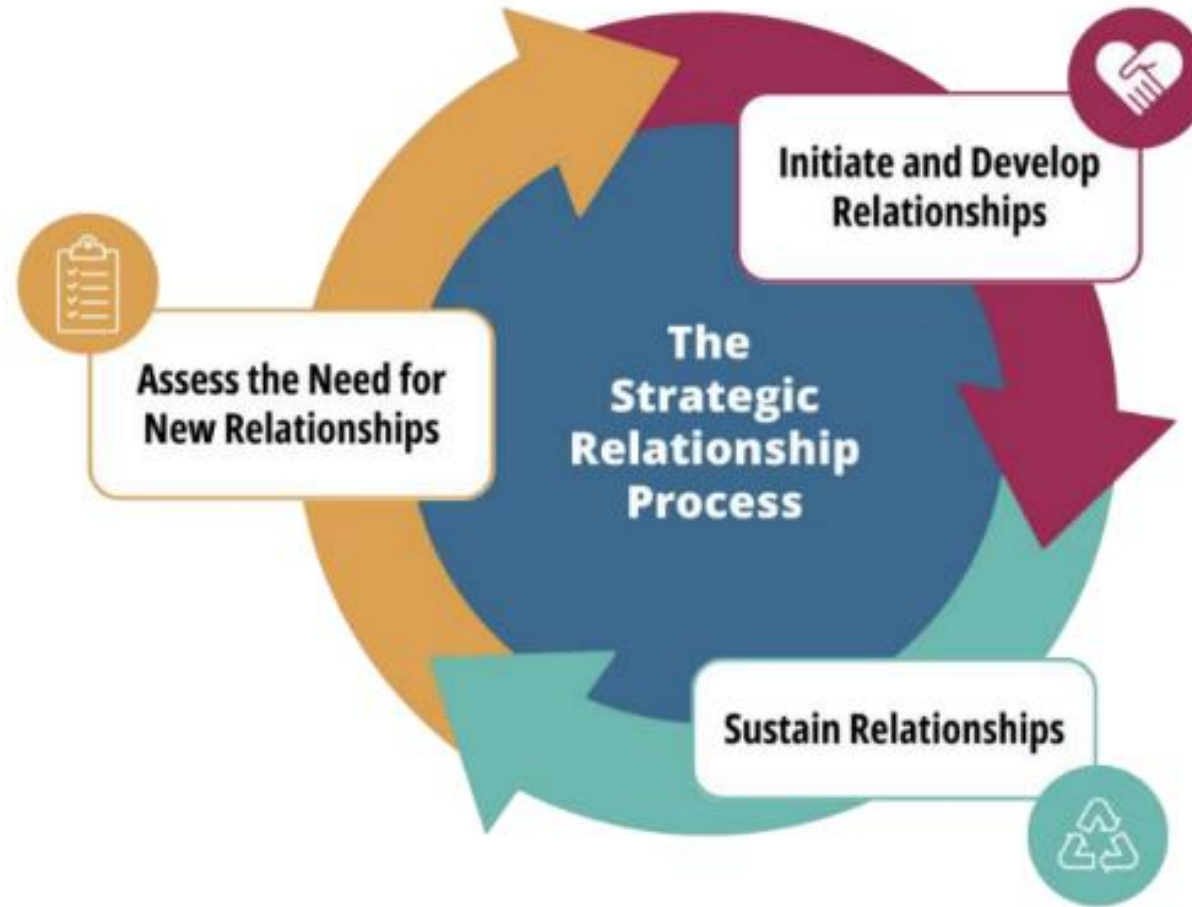 Initiate and Develop
Relationships
Assess the Need for
New Relationships
The
Strategic
Relationship
Process
Sustain Relationships